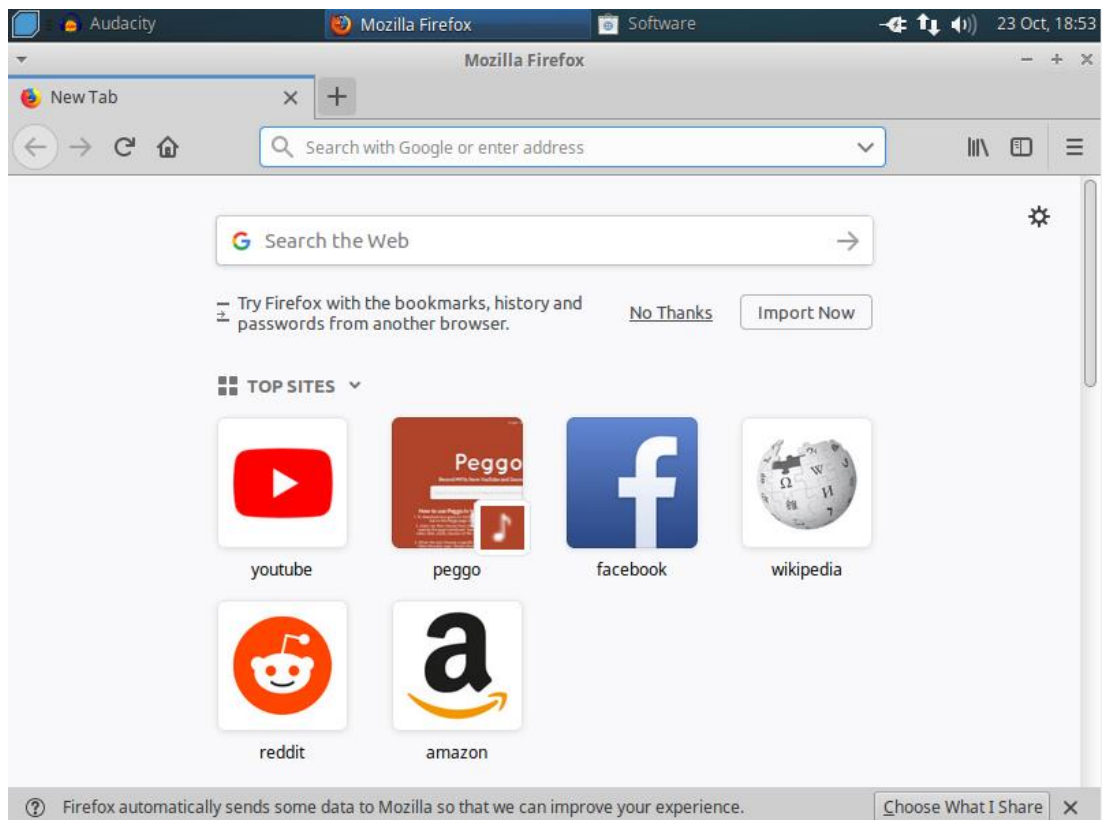 Audacity Mozilla Firefox Software 23 Oct, 18:53
Mozilla Firefox
New Tab
Search with Google or enter address
Search the Web
Try Firefox with the bookmarks, history and
passwords from another browser.
No Thanks
Import Now
TOP SITES
Peggo
youtube peggo facebook wikipedia
reddit amazon
Firefox automatically sends some data to Mozilla so that we can improve your experience. Choose What I Share